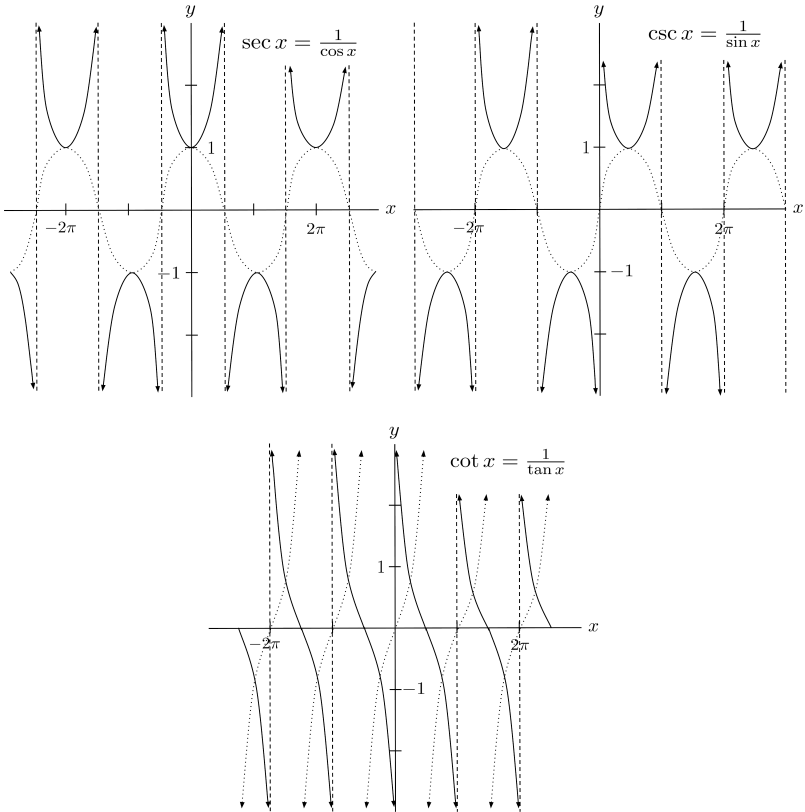 y
sec x = 1/cos x
1
x
−2π
2π
−1
y
csc x = 1/sin x
1
x
−2π
2π
−1
y
cot x = 1/tan x
1
x
−2π
2π
−1